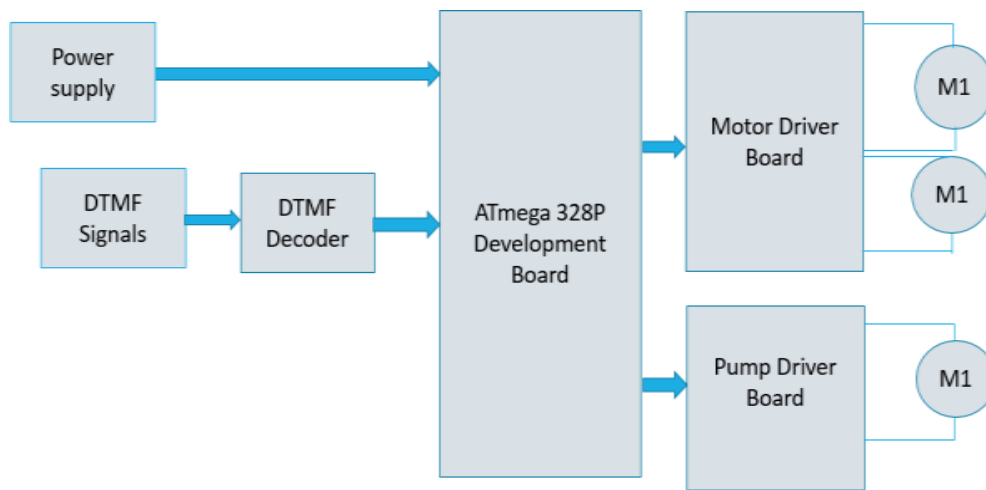 Power
supply
DTMF
Signals
DTMF
Decoder
ATmega 328P
Development
Board
Motor Driver
Board
M1
M1
Pump Driver
Board
M1